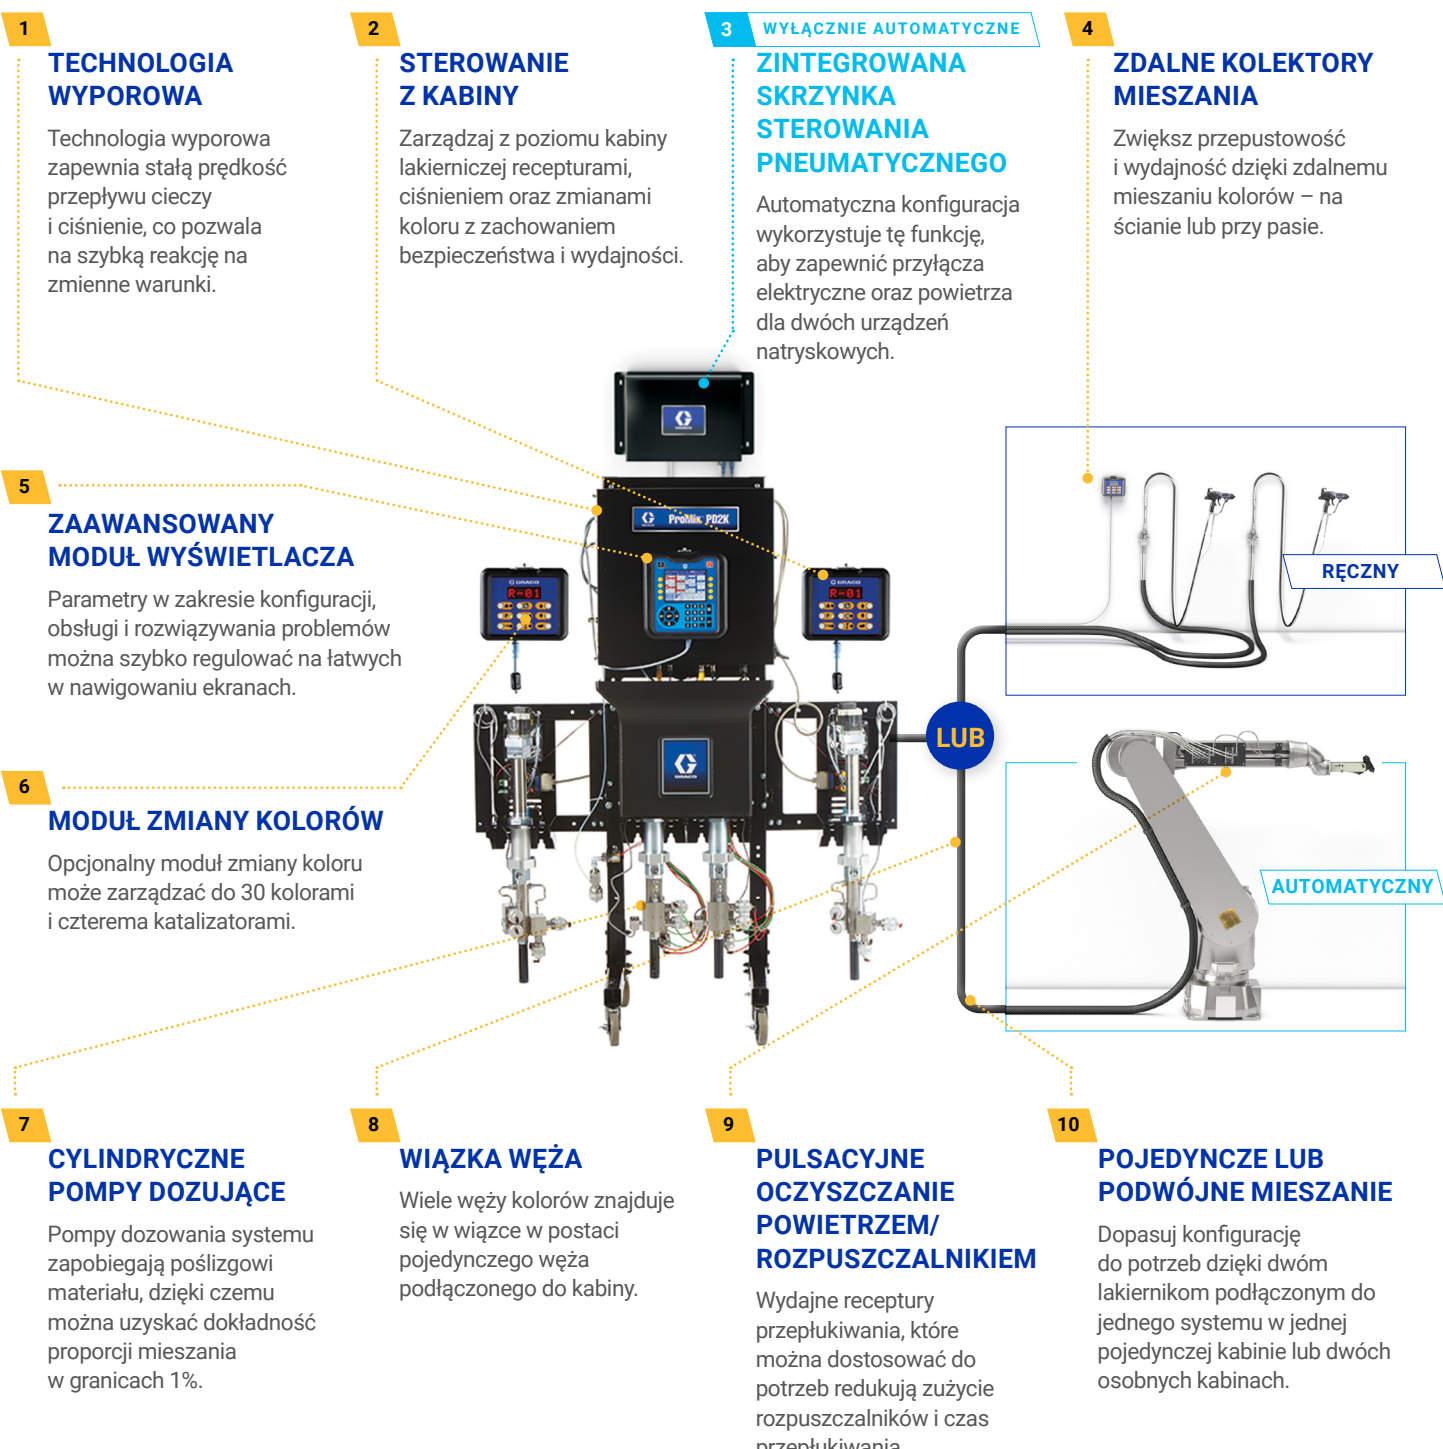 1
TECHNOLOGIA
WYPOROWA
Technologia wyporowa
zapewnia stałą prędkość
przepływu cieczy
i ciśnienie, co pozwala
na szybką reakcję na
zmienne warunki.
2
STEROWANIE
Z KABINY
Zarządzaj z poziomu kabiny
lakierniczej recepturami,
ciśnieniem oraz zmianami
koloru z zachowaniem
bezpieczeństwa i wydajności.
3
WYŁĄCZNIE AUTOMATYCZNE
ZINTEGROWANA
SKRZYNKA
STEROWANIA
PNEUMATYCZNEGO
Automatyczna konfiguracja
wykorzystuje tę funkcję,
aby zapewnić przyłącza
elektryczne oraz powietrza
dla dwóch urządzeń
natryskowych.
4
ZDALNE KOLEKTORY
MIESZANIA
Zwiększ przepustowość
i wydajność dzięki zdalnemu
mieszaniu kolorów – na
ścianie lub przy pasie.
5
ZAAWANSOWANY
MODUŁ WYŚWIETLACZA
Parametry w zakresie konfiguracji,
obsługi i rozwiązywania problemów
można szybko regulować na łatwych
w nawigowaniu ekranach.
6
MODUŁ ZMIANY KOLORÓW
Opcjonalny moduł zmiany koloru
może zarządzać do 30 kolorami
i czterema katalizatorami.
GRACO
ProMix PD2K
GRACO
R-01
GRACO
R-01
GRACO
LUB
RĘCZNY
AUTOMATYCZNY
7
CYLINDRYCZNE
POMPY DOZUJĄCE
Pompy dozowania systemu
zapobiegają poślizgowi
materiału, dzięki czemu
można uzyskać dokładność
proporcji mieszania
w granicach 1%.
8
WIĄZKA WĘŻA
Wiele węży kolorów znajduje
się w wiązce w postaci
pojedynczego węża
podłączonego do kabiny.
9
PULSACYJNE
OCZYSZCZANIE
POWIETRZEM/
ROZPUSZCZALNIKIEM
Wydajne receptury
przepłukiwania, które
można dostosować do
potrzeb redukują zużycie
rozpuszczalników i czas
przepłukiwania.
10
POJEDYNCZE LUB
PODWÓJNE MIESZANIE
Dopasuj konfigurację
do potrzeb dzięki dwóm
lakiernikom podłączonym do
jednego systemu w jednej
pojedynczej kabinie lub dwóch
osobnych kabinach.